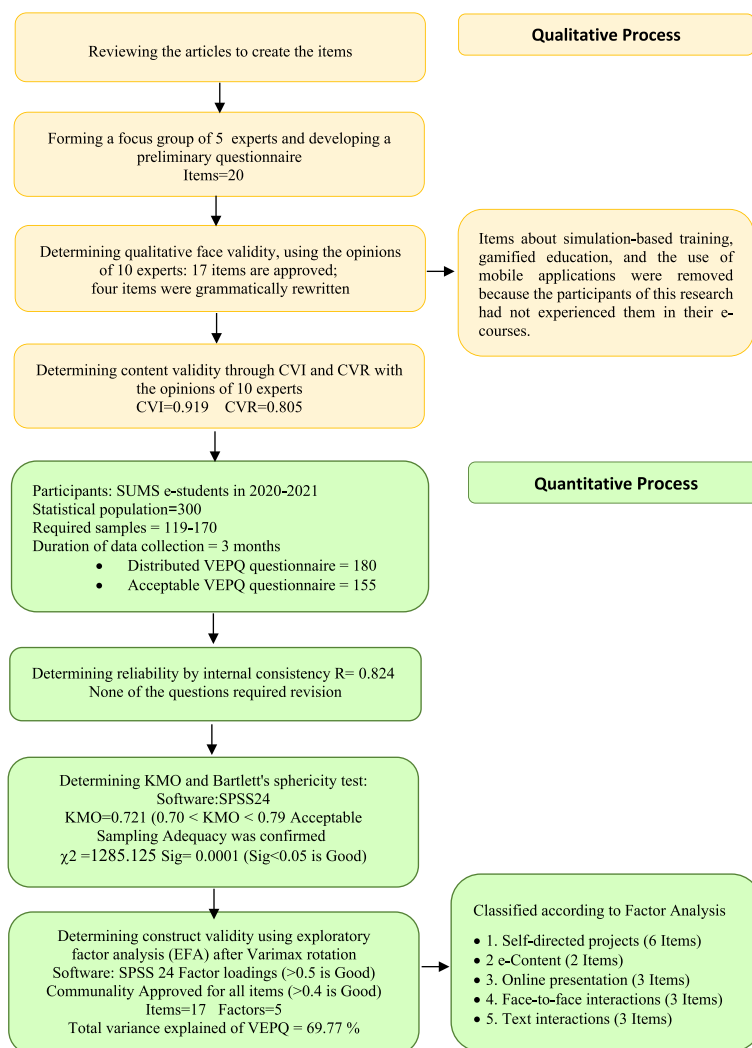 Reviewing the articles to create the items
Qualitative Process
Forming a focus group of 5 experts and developing a
preliminary questionnaire
Items=20
Determining qualitative face validity, using the opinions
of 10 experts: 17 items are approved;
four items were grammatically rewritten
Items about simulation-based training,
gamified education, and the use of
mobile applications were removed
because the participants of this research
had not experienced them in their e-
courses.
Determining content validity through CVI and CVR with
the opinions of 10 experts
CVI=0.919 CVR=0.805
Quantitative Process
Participants: SUMS e-students in 2020-2021
Statistical population=300
Required samples = 119-170
Duration of data collection = 3 months
• Distributed VEPQ questionnaire = 180
• Acceptable VEPQ questionnaire = 155
Determining reliability by internal consistency R= 0.824
None of the questions required revision
Determining KMO and Bartlett's sphericity test:
Software:SPSS24
KMO=0.721 (0.70 < KMO < 0.79 Acceptable
Sampling Adequacy was confirmed
χ2 =1285.125 Sig= 0.0001 (Sig<0.05 is Good)
Determining construct validity using exploratory
factor analysis (EFA) after Varimax rotation
Software: SPSS 24 Factor loadings (>0.5 is Good)
Communality Approved for all items (>0.4 is Good)
Items=17 Factors=5
Total variance explained of VEPQ = 69.77 %
Classified according to Factor Analysis
• 1. Self-directed projects (6 Items)
• 2 e-Content (2 Items)
• 3. Online presentation (3 Items)
• 4. Face-to-face interactions (3 Items)
• 5. Text interactions (3 Items)